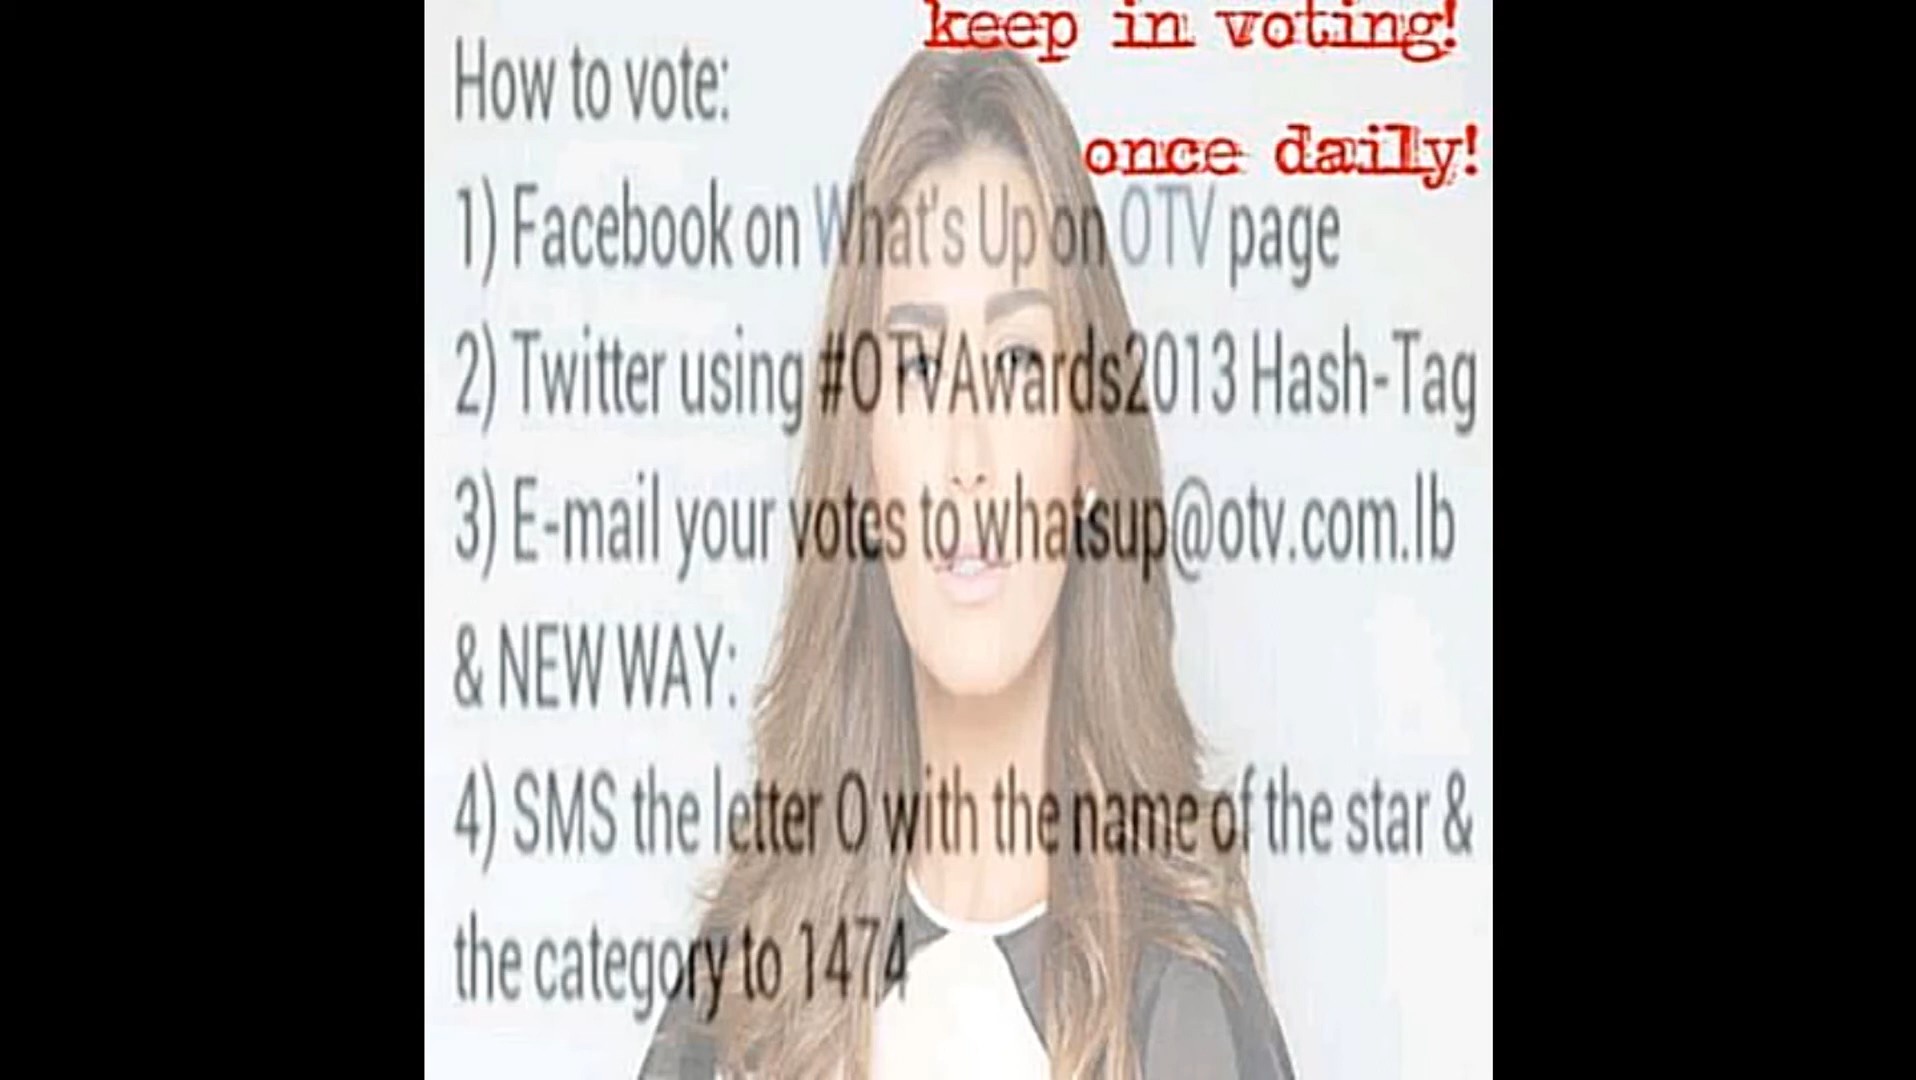 keep in voting!
How to vote:
once daily!
1) Facebook on What's Up on OTV page
2) Twitter using #OTVAwards2013 Hash-Tag
3) E-mail your votes to whatsup@otv.com.lb
& NEW WAY:
4) SMS the letter O with the name of the star &
the category to 1474